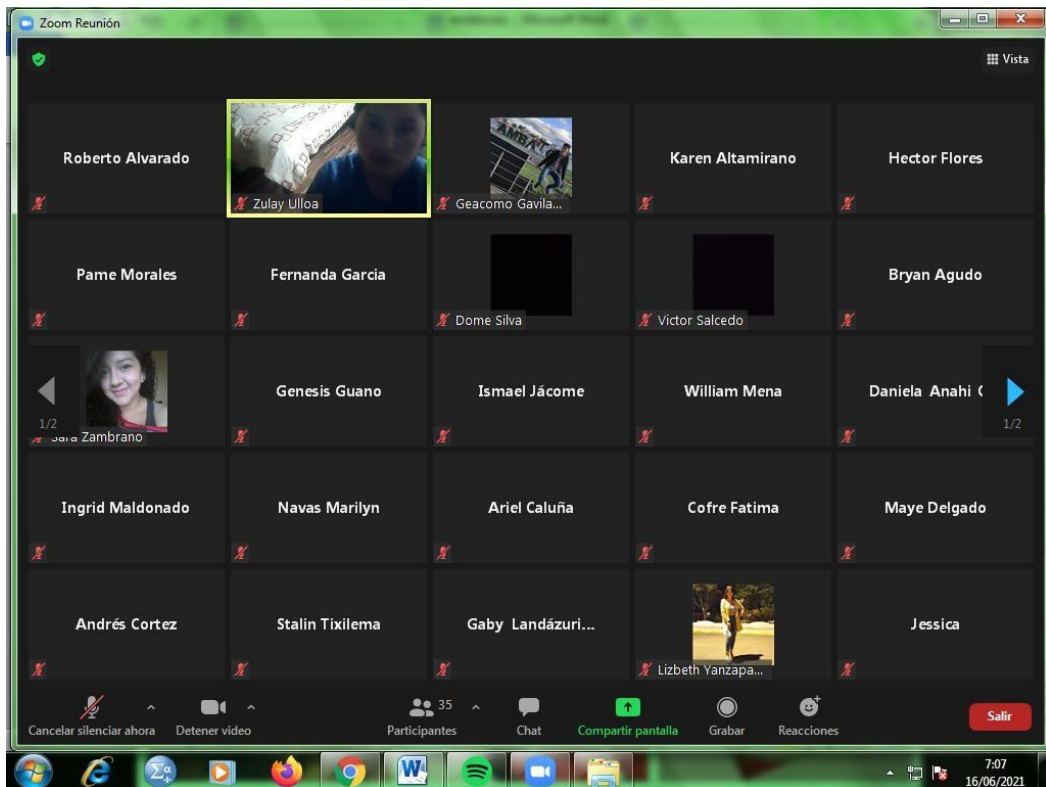 Zoom Reunión
Vista
Roberto Alvarado
Zulay Ulloa
AMBAT
Geacomo Gavila...
Karen Altamirano
Hector Flores
Pame Morales
Fernanda Garcia
Dome Silva
Victor Salcedo
Bryan Agudo
1/2
Sara Zambrano
Genesis Guano
Ismael Jácome
William Mena
Daniela Anahi
1/2
Ingrid Maldonado
Navas Marilyn
Ariel Caluña
Cofre Fatima
Maye Delgado
Andrés Cortez
Stalin Tixilema
Gaby Landázuri...
Lizbeth Yanzapa...
Jessica
Cancelar silenciar ahora
Detener video
35
Participantes
Chat
Compartir pantalla
Grabar
Reacciones
Salir
7:07
16/06/2021